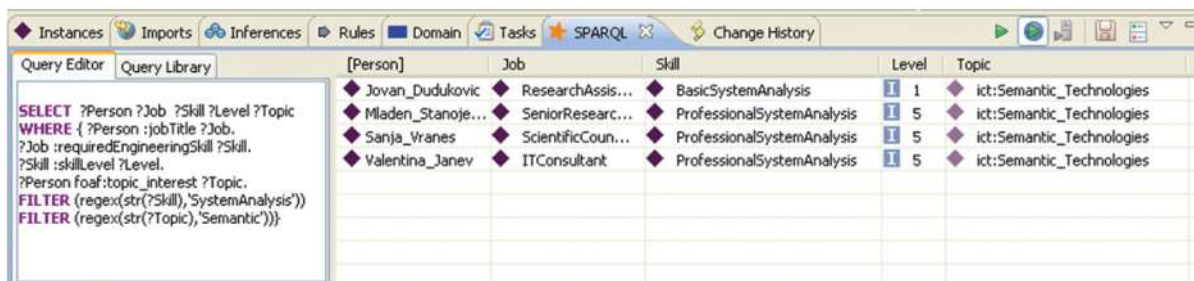 Instances Imports Inferences Rules Domain Tasks SPARQL Change History
Query Editor Query Library
SELECT ?Person ?Job ?Skill ?Level ?Topic
WHERE { ?Person :jobTitle ?Job.
?Job :requiredEngineeringSkill ?Skill.
?Skill :skillLevel ?Level.
?Person foaf:topic_interest ?Topic.
FILTER (regex(str(?Skill),'SystemAnalysis'))
FILTER (regex(str(?Topic),'Semantic'))}
[Person] Job Skill Level Topic
Jovan_Dudukovic ResearchAssis... BasicSystemAnalysis I 1 ict:Semantic_Technologies
Mladen_Stanoje... SeniorResearc... ProfessionalSystemAnalysis I 5 ict:Semantic_Technologies
Sanja_Vranes ScientificCoun... ProfessionalSystemAnalysis I 5 ict:Semantic_Technologies
Valentina_Janev ITConsultant ProfessionalSystemAnalysis I 5 ict:Semantic_Technologies